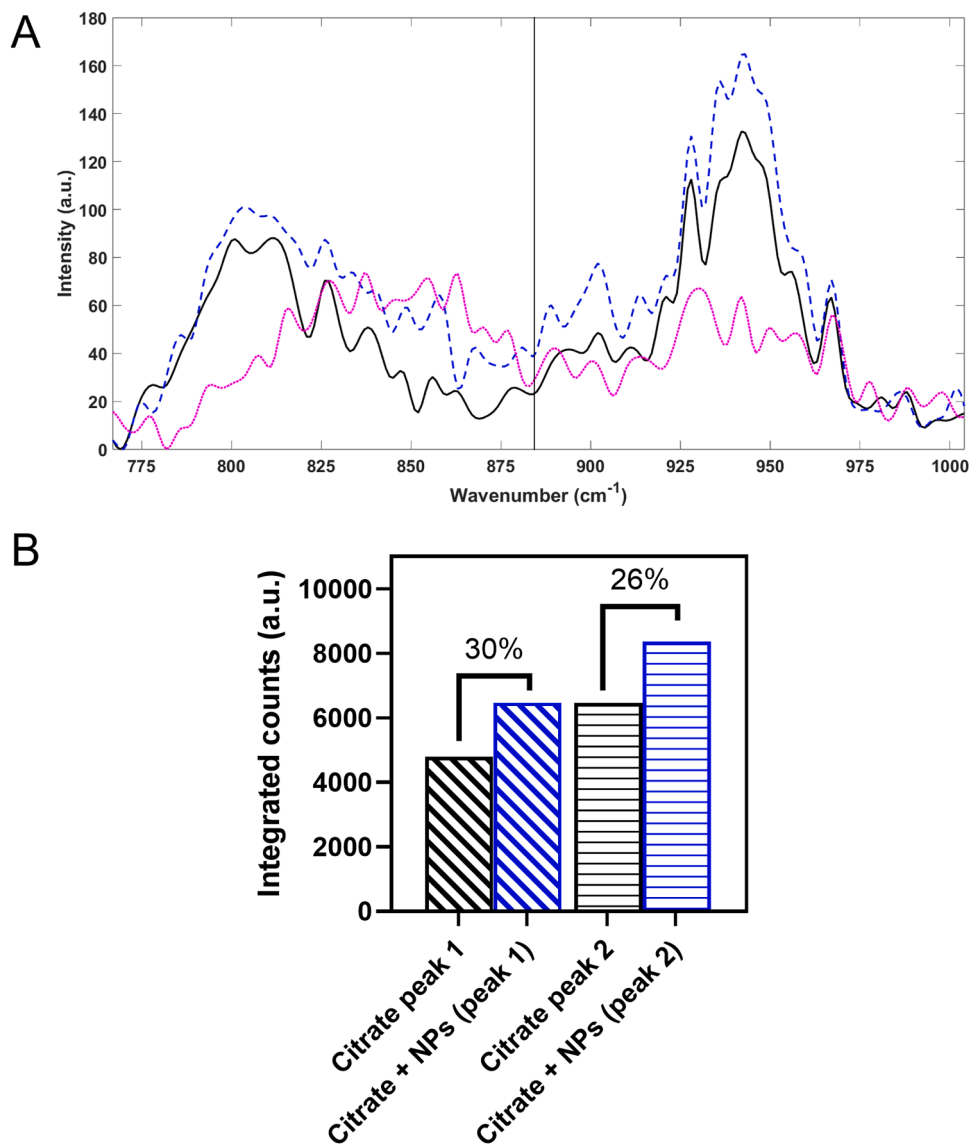 A
180
160
140
120
100
80
60
40
20
0
Intensity (a.u.)
775 800 825 850 875 900 925 950 975 1000
Wavenumber (cm⁻¹)
B
10000
8000
6000
4000
2000
0
Integrated counts (a.u.)
30%
26%
Citrate peak 1
Citrate + NPs (peak 1)
Citrate peak 2
Citrate + NPs (peak 2)